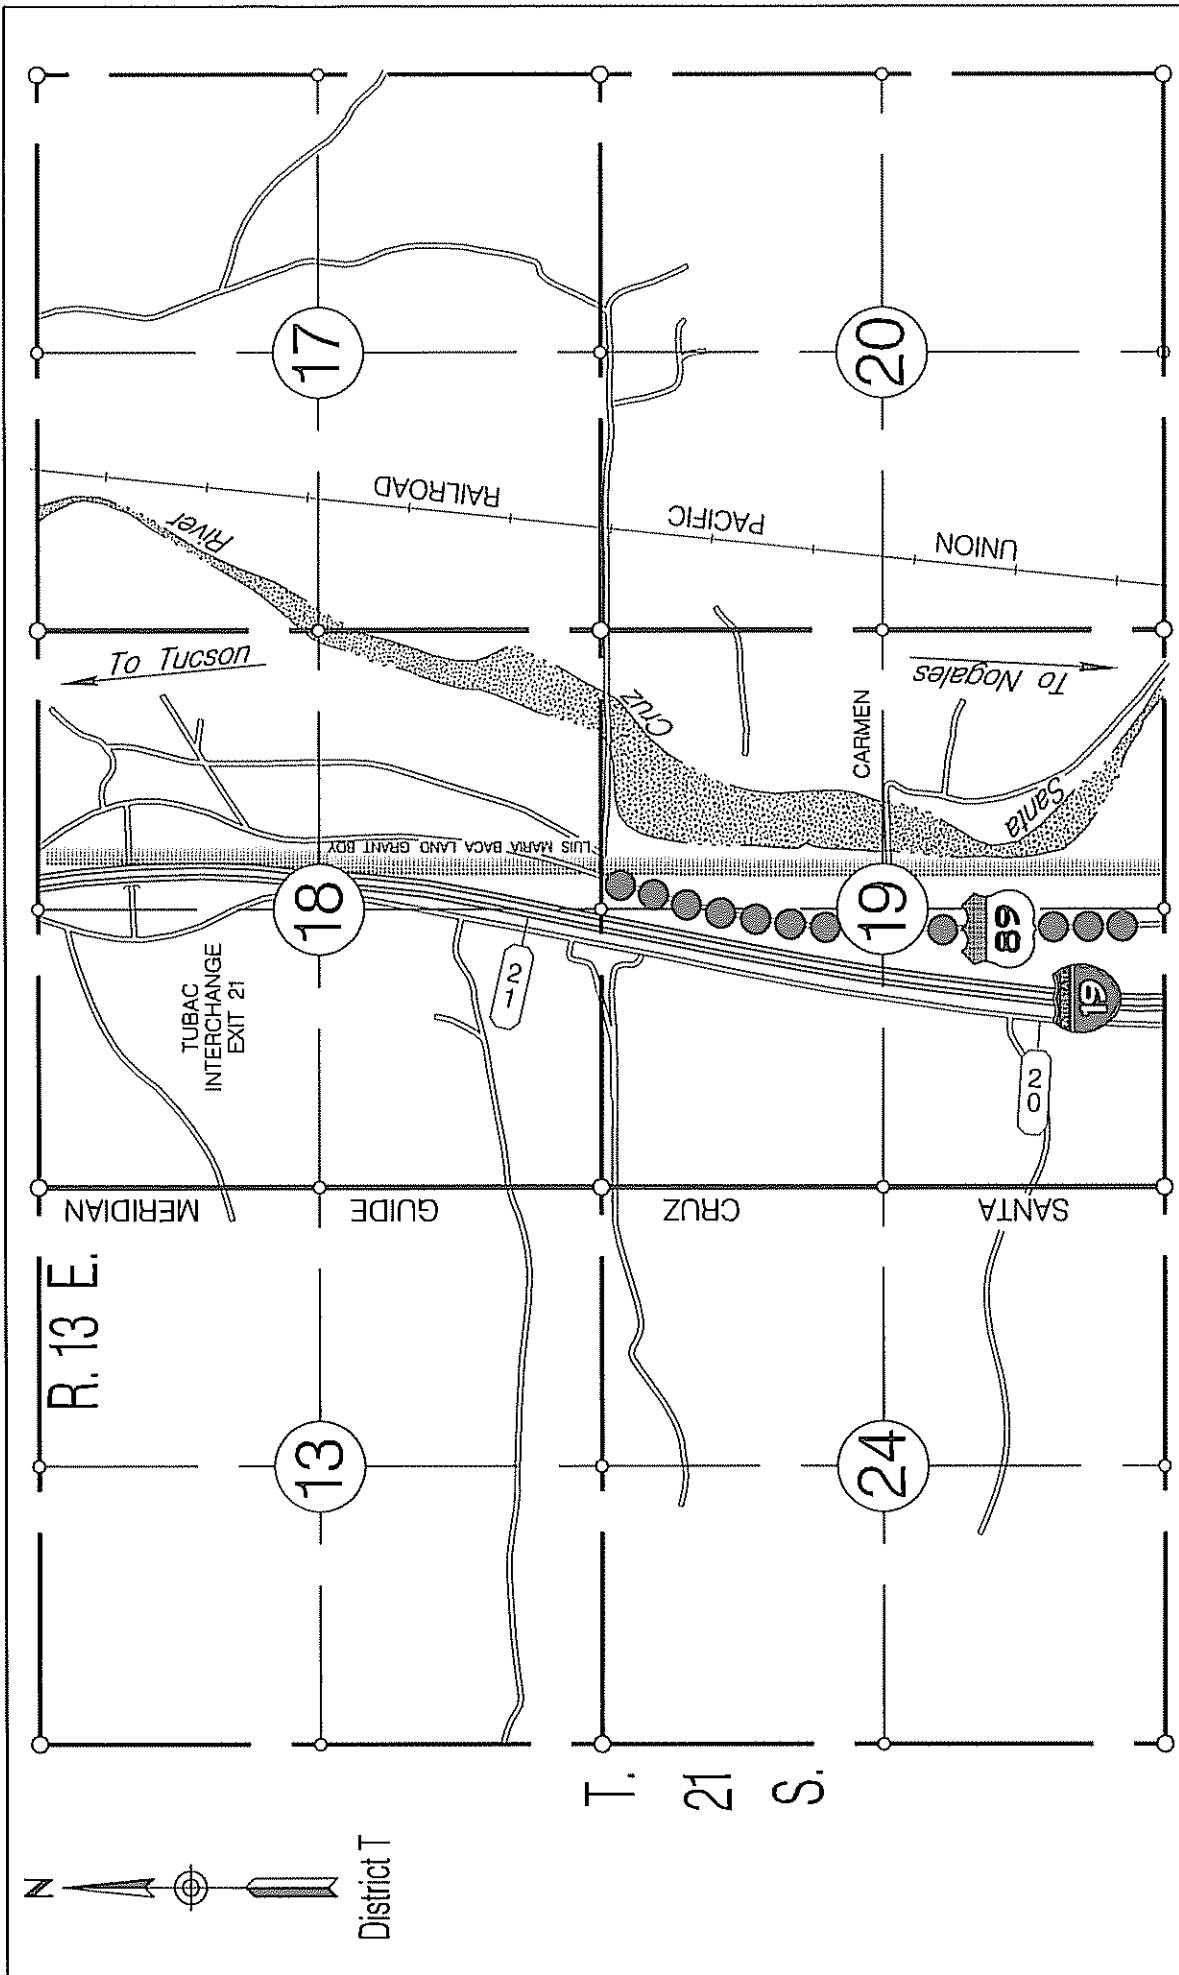 N
District T
R. 13 E.
T.
21
S.
MERIDIAN
GUIDE
CRUZ
SANTA
13
24
18
19
17
20
TUBAC
INTERCHANGE
EXIT 21
21
20
To Tucson
To Nogales
LUIS MARIA BACA LAND GRANT BDY
River
Cruz
Santa
CARMEN
RAILROAD
PACIFIC
UNION
89
19